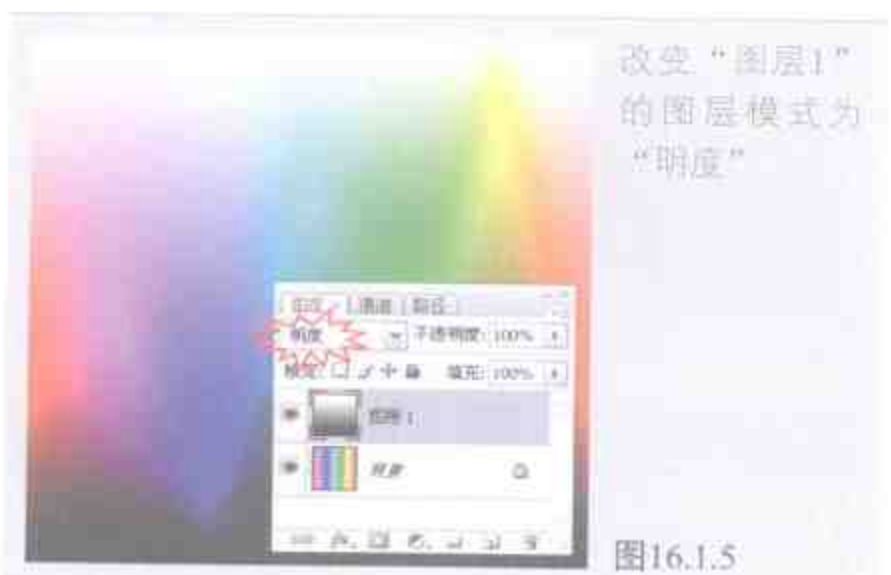 改变“图层1”
的图层模式为
“明度”
图层 通道 路径
明度 不透明度: 100%
锁定: 填充: 100%
图层 1
背景
图16.1.5